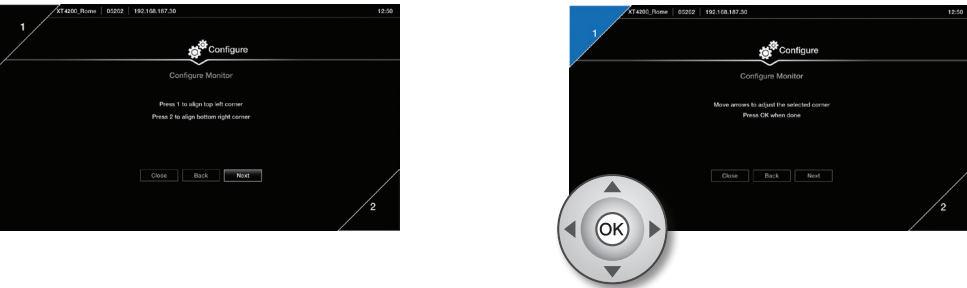 XT4200_Rome | 05262 | 192.168.187.30 12:50
1
Configure
Configure Monitor
Press 1 to align top left corner
Press 2 to align bottom right corner
Close Back Next
2
XT4200_Rome | 05262 | 192.168.187.30 12:50
1
Configure
Configure Monitor
Move arrows to adjust the selected corner
Press OK when done
Close Back Next
2
OK